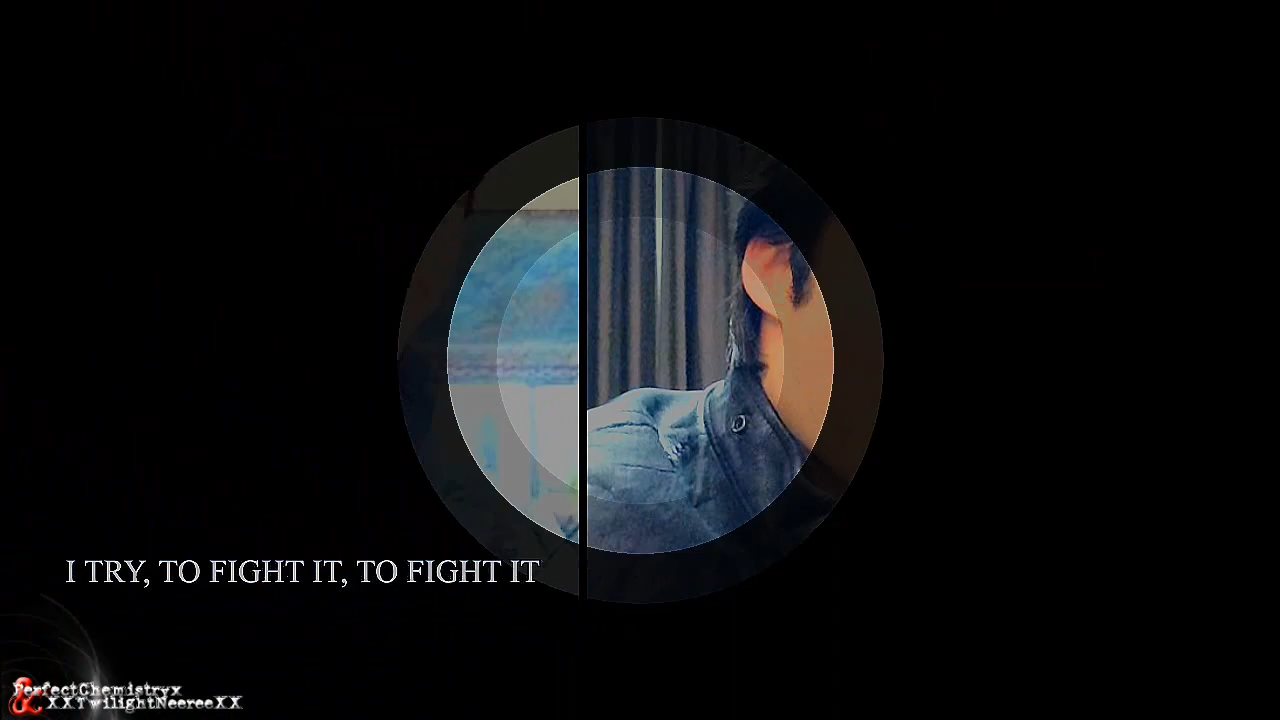 I TRY, TO FIGHT IT, TO FIGHT IT
PerfectChemistryx
& XXTwilightNeereeXX